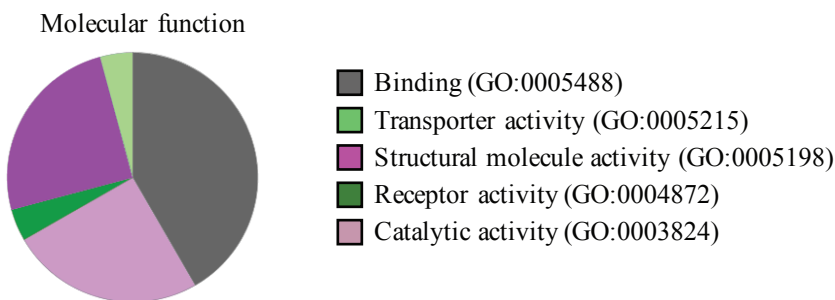 Molecular function
Binding (GO:0005488)
Transporter activity (GO:0005215)
Structural molecule activity (GO:0005198)
Receptor activity (GO:0004872)
Catalytic activity (GO:0003824)